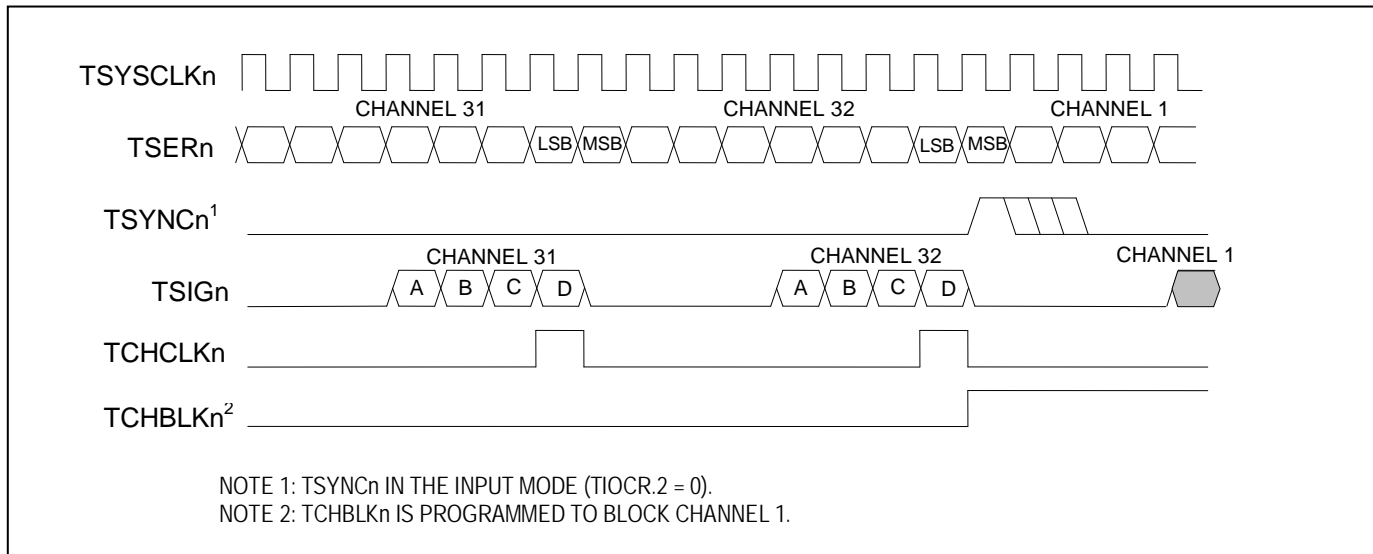 TSYSCLKn
CHANNEL 31 CHANNEL 32 CHANNEL 1
TSERn LSB MSB LSB MSB
TSYNCn1
CHANNEL 31 CHANNEL 32 CHANNEL 1
TSIGn A B C D A B C D
TCHCLKn
TCHBLKn2
NOTE 1: TSYNCn IN THE INPUT MODE (TIOCR.2 = 0).
NOTE 2: TCHBLKn IS PROGRAMMED TO BLOCK CHANNEL 1.